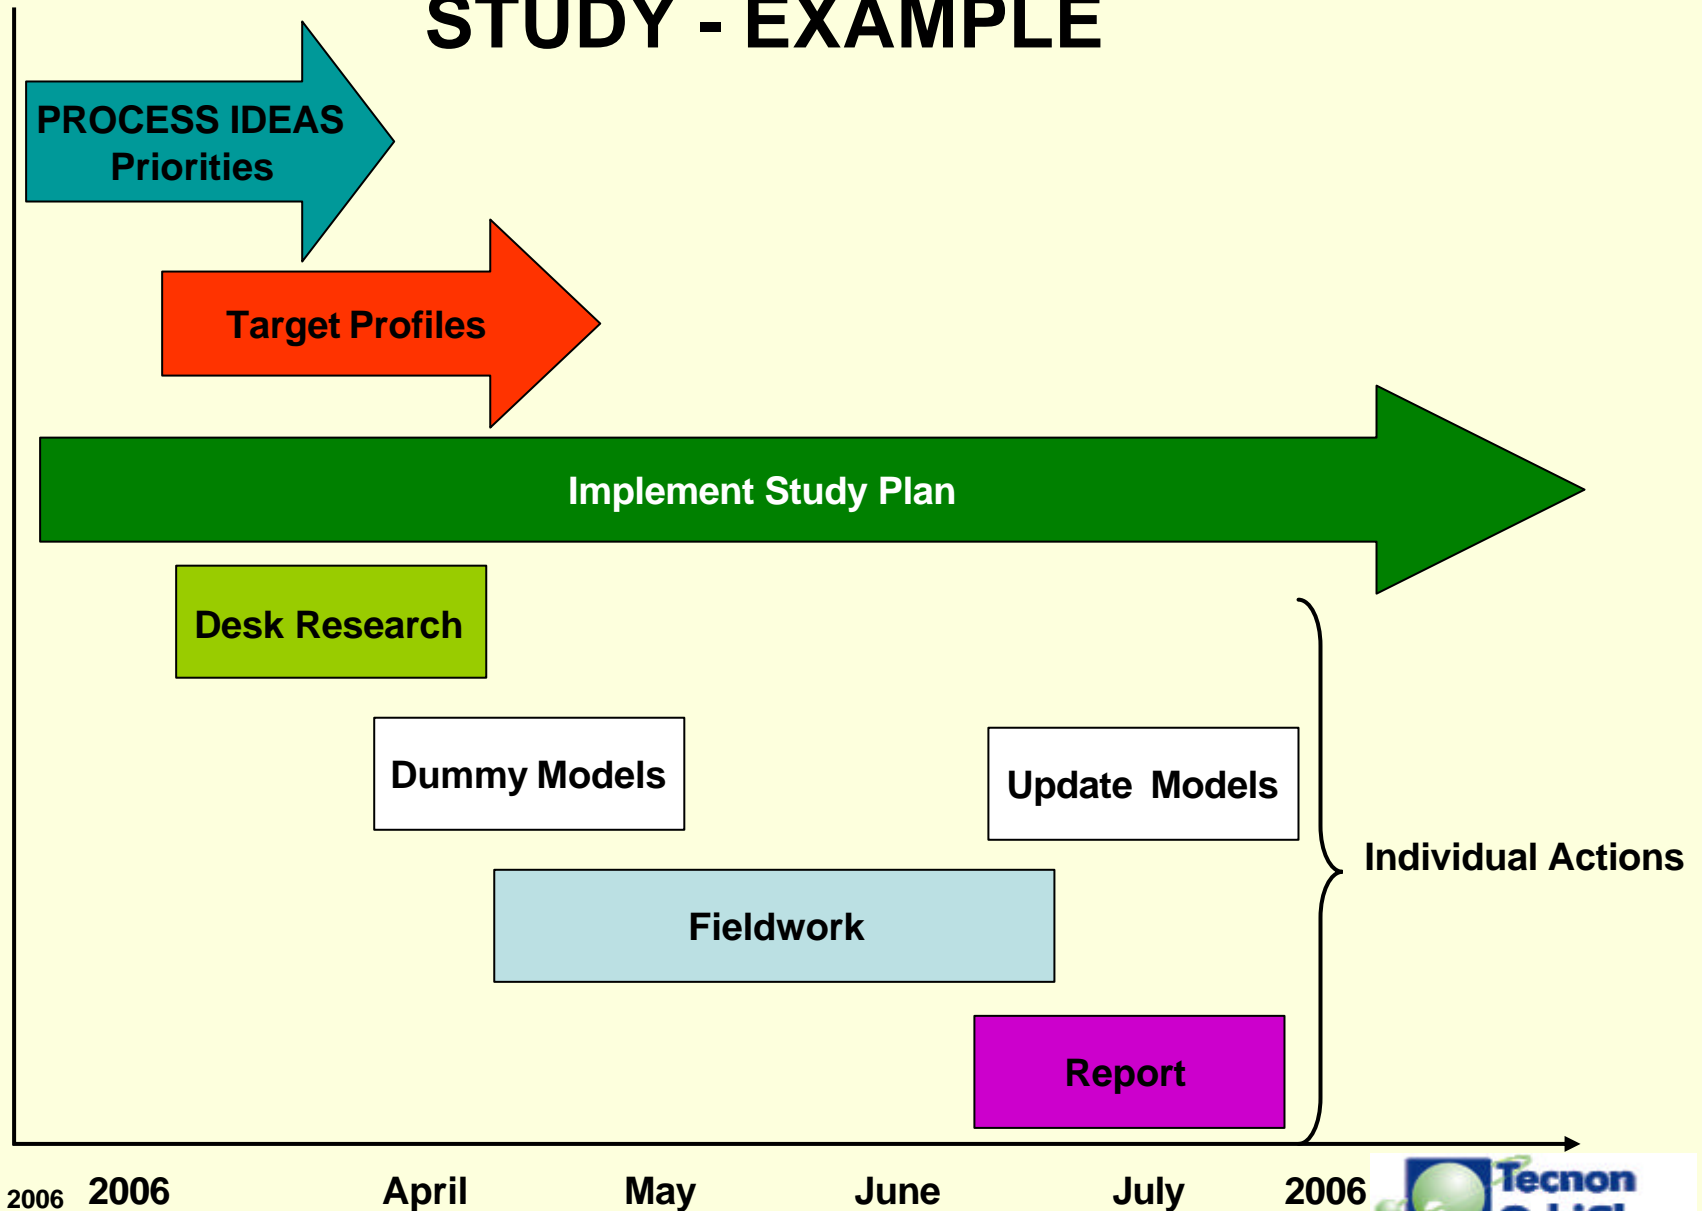 STUDY - EXAMPLE
PROCESS IDEAS
Priorities
Target Profiles
Implement Study Plan
Desk Research
Dummy Models
Update Models
Individual Actions
Fieldwork
Report
2006 2006 April May June July 2006
Tecnon